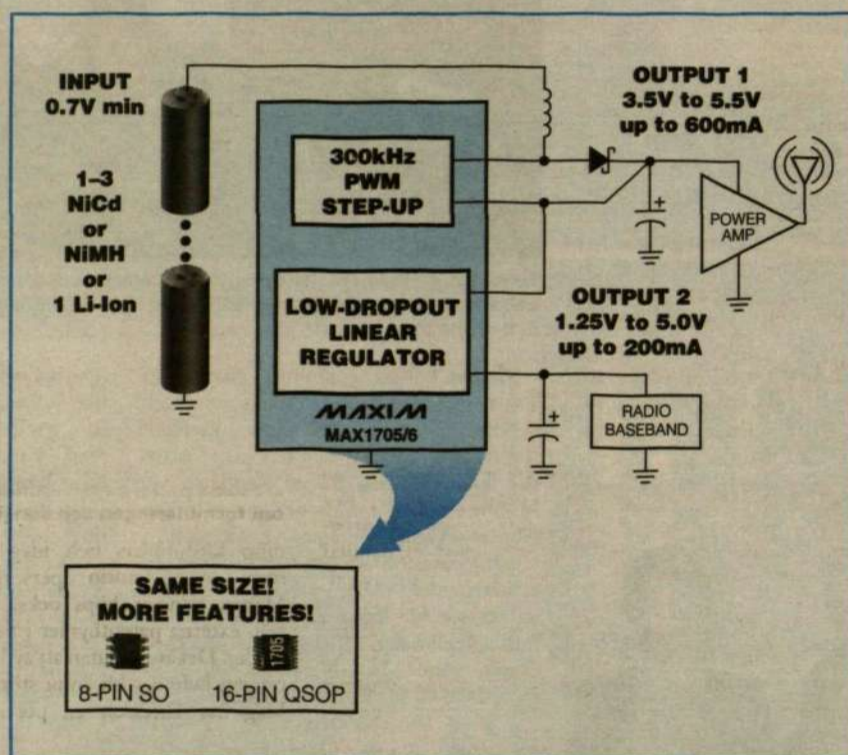 INPUT
0.7V min
1–3
NiCd
or
NiMH
or
1 Li-Ion
300kHz
PWM
STEP-UP
LOW-DROPOUT
LINEAR
REGULATOR
MAXIM
MAX1705/6
OUTPUT 1
3.5V to 5.5V
up to 600mA
POWER
AMP
OUTPUT 2
1.25V to 5.0V
up to 200mA
RADIO
BASEBAND
SAME SIZE!
MORE FEATURES!
1705
8-PIN SO
16-PIN QSOP